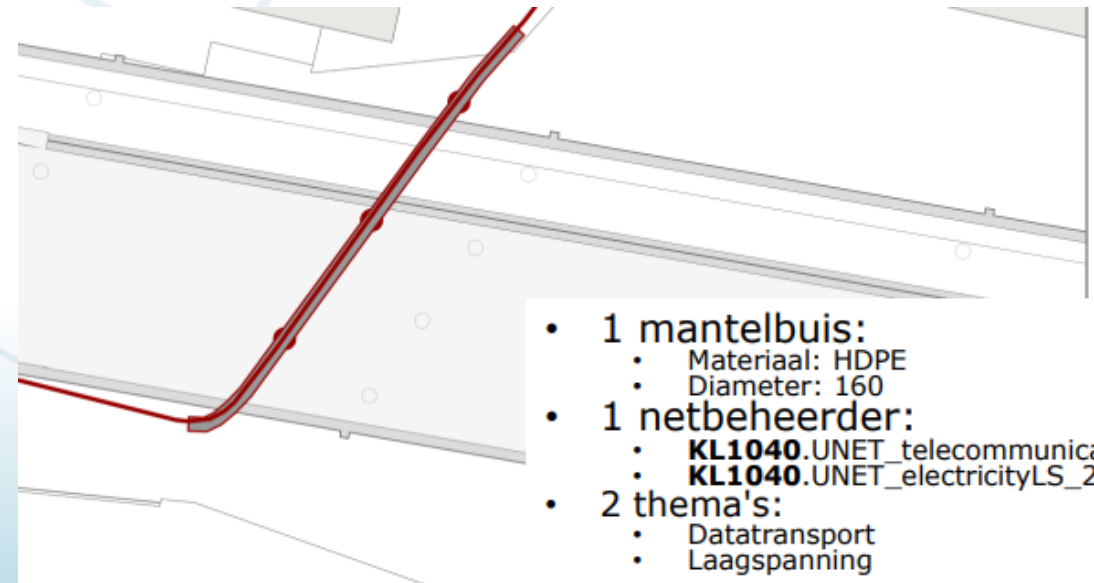 • 1 mantelbuis:
• Materiaal: HDPE
• Diameter: 160
• 1 netbeheerder:
• KL1040.UNET_telecommunica
• KL1040.UNET_electricityLS_2
• 2 thema's:
• Datatransport
• Laagspanning